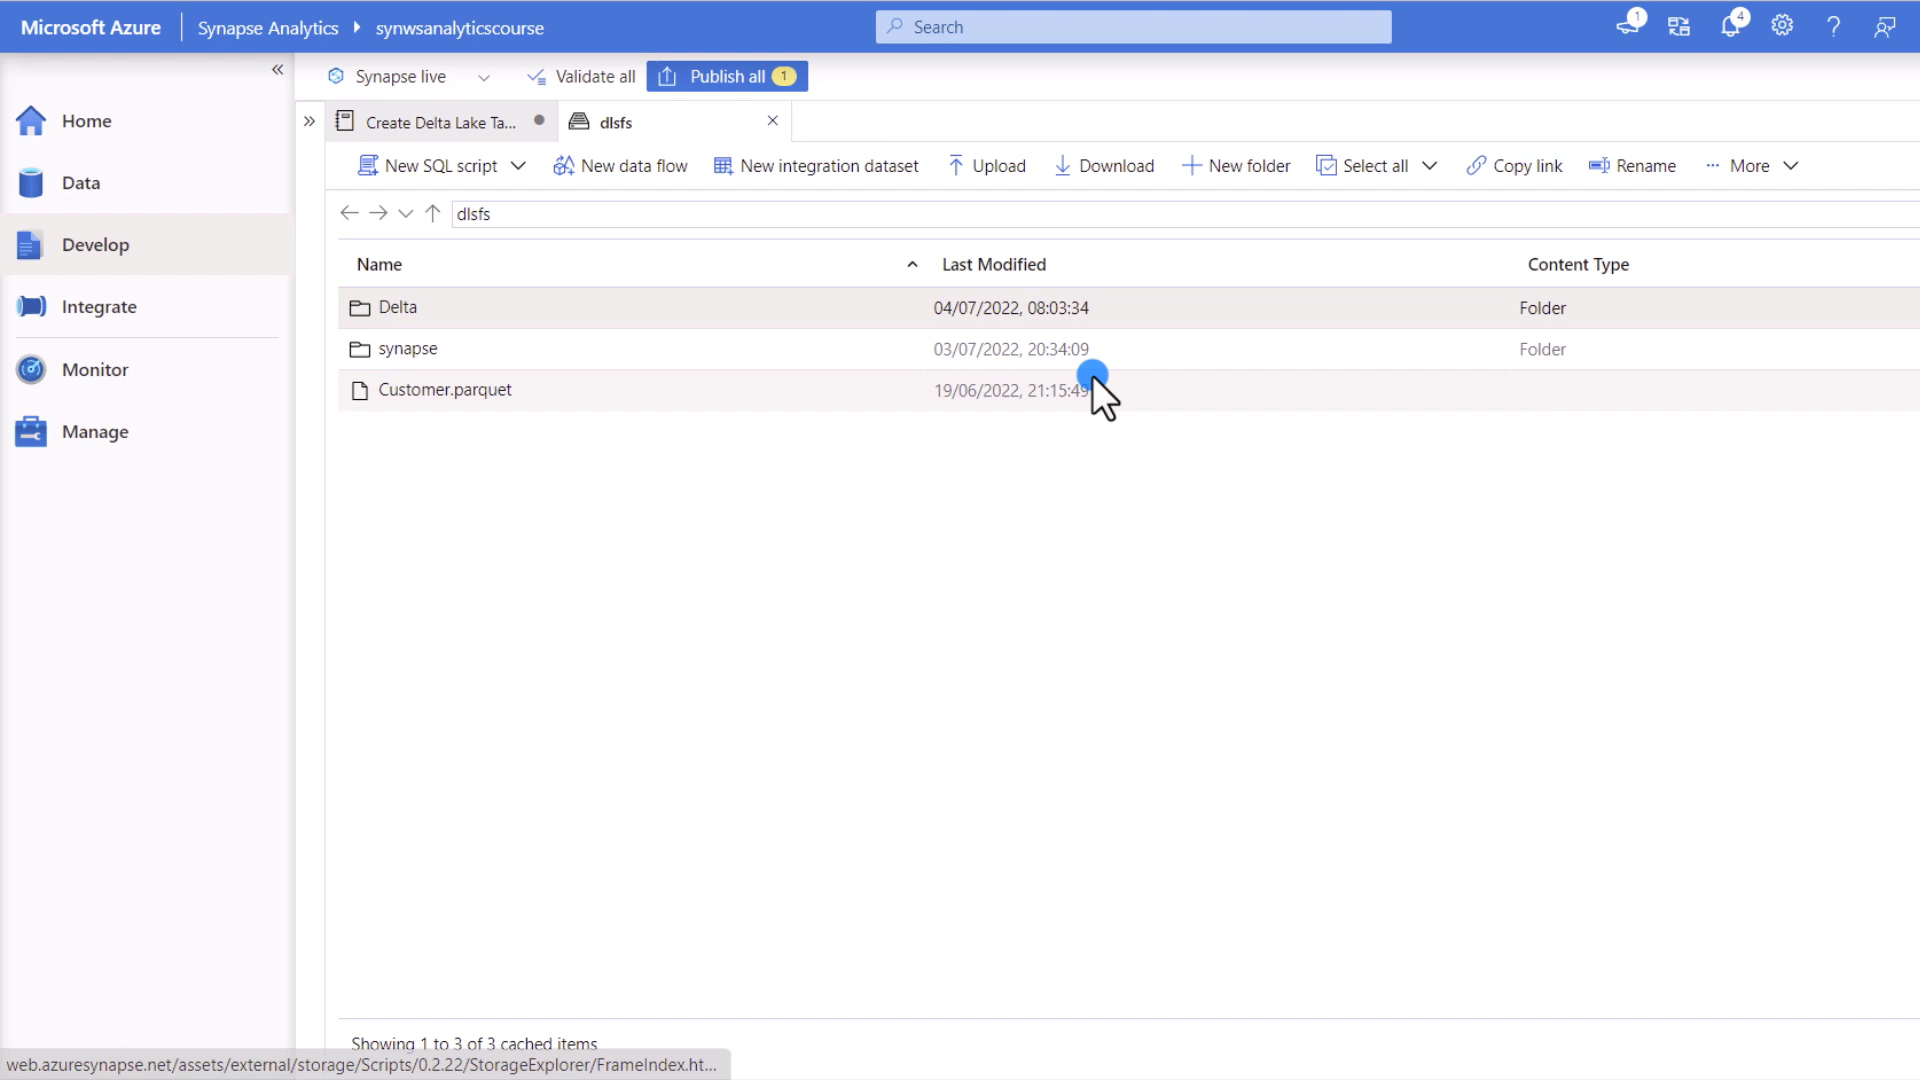 Microsoft Azure
Synapse Analytics
synwsanalyticscourse
Search
1
4
Synapse live
Validate all
Publish all 1
Create Delta Lake Ta...
dlsfs
New SQL script
New data flow
New integration dataset
Upload
Download
New folder
Select all
Copy link
Rename
More
dlsfs
Home
Data
Develop
Integrate
Monitor
Manage
Name Last Modified Content Type
Delta 04/07/2022, 08:03:34 Folder
synapse 03/07/2022, 20:34:09 Folder
Customer.parquet 19/06/2022, 21:15:49
Showing 1 to 3 of 3 cached items
web.azuresynapse.net/assets/external/storage/Scripts/0.2.22/StorageExplorer/FrameIndex.ht...